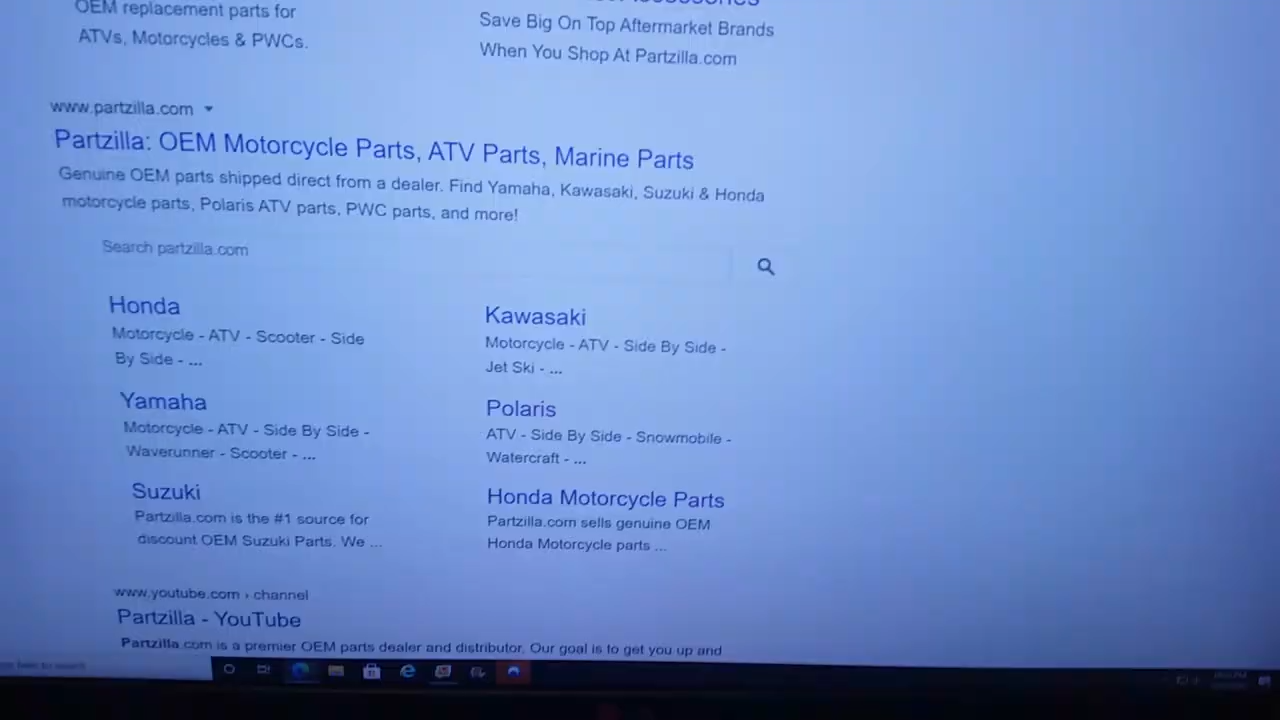 OEM replacement parts for
ATVs, Motorcycles & PWCs.
Save Big On Top Aftermarket Brands
When You Shop At Partzilla.com
www.partzilla.com
Partzilla: OEM Motorcycle Parts, ATV Parts, Marine Parts
Genuine OEM parts shipped direct from a dealer. Find Yamaha, Kawasaki, Suzuki & Honda
motorcycle parts, Polaris ATV parts, PWC parts, and more!
Search partzilla.com
Honda
Motorcycle - ATV - Scooter - Side
By Side - ...
Kawasaki
Motorcycle - ATV - Side By Side -
Jet Ski - ...
Yamaha
Motorcycle - ATV - Side By Side -
Waverunner - Scooter - ...
Polaris
ATV - Side By Side - Snowmobile -
Watercraft - ...
Suzuki
Partzilla.com is the #1 source for
discount OEM Suzuki Parts. We ...
Honda Motorcycle Parts
Partzilla.com sells genuine OEM
Honda Motorcycle parts ...
www.youtube.com › channel
Partzilla - YouTube
Partzilla.com is a premier OEM parts dealer and distributor. Our goal is to get you up and